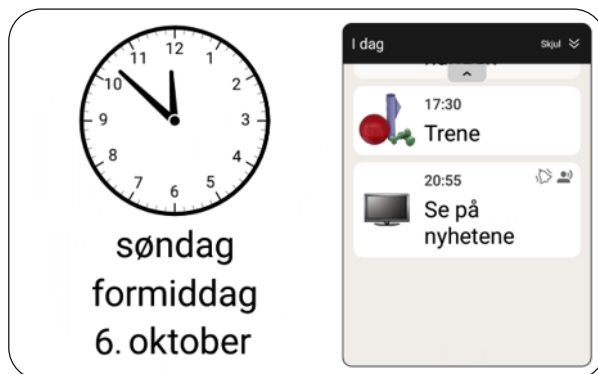 12
1
2
3
4
5
6
7
8
9
10
11
søndag
formiddag
6. oktober
I dag
Skjul
17:30
Trene
20:55
Se på
nyhetene